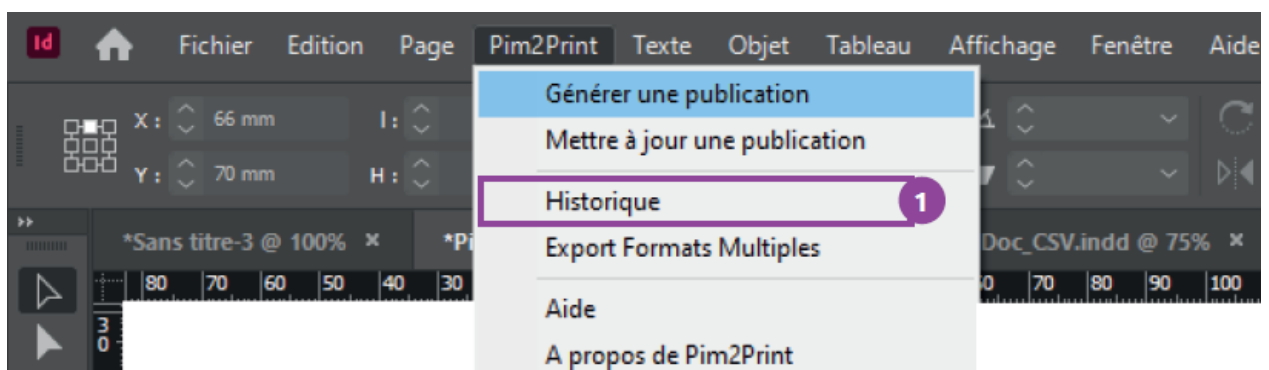 Id Fichier Edition Page Pim2Print Texte Objet Tableau Affichage Fenêtre Aide
Générer une publication
X : 66 mm I :
Mettre à jour une publication
Y : 70 mm H :
Historique 1
*Sans titre-3 @ 100% × *Pi Doc_CSV.indd @ 75% ×
Export Formats Multiples
80 70 60 50 40 30 70 80 90 100
Aide
3
0
A propos de Pim2Print